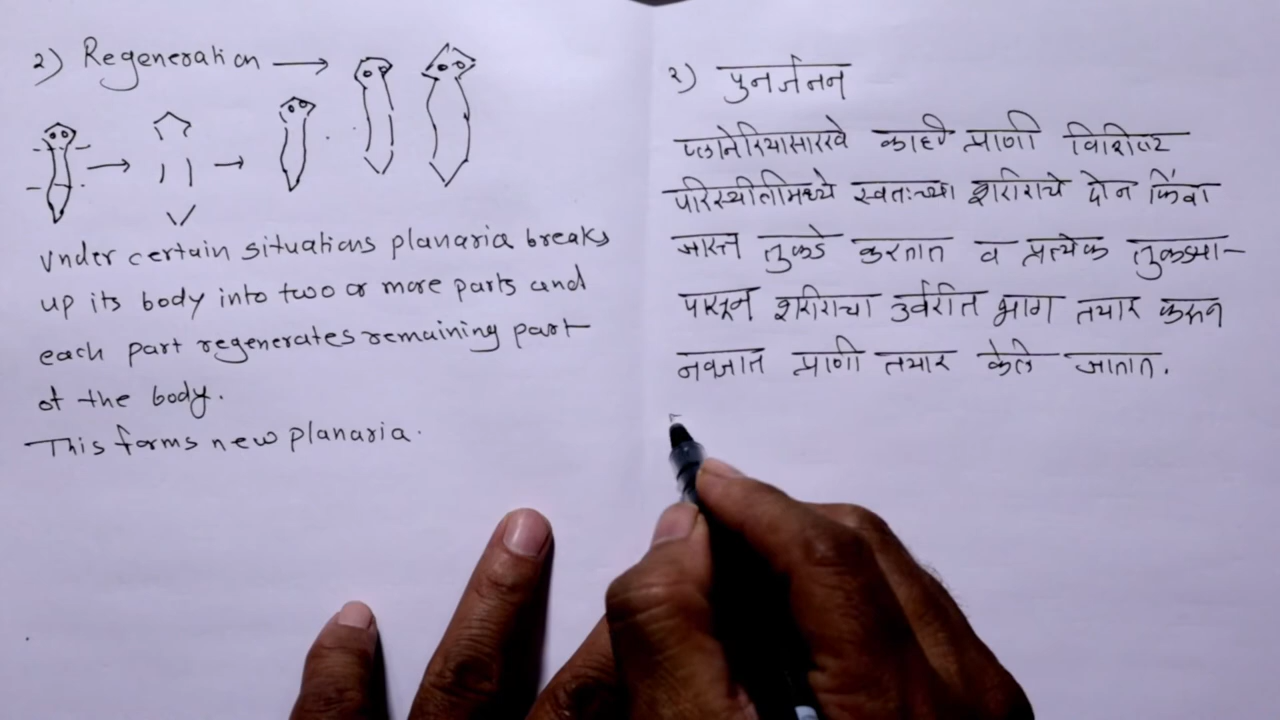 2) Regeneration
Under certain situations planaria breaks
up its body into two or more parts and
each part regenerates remaining part
of the body.
This forms new planaria.
२) पुनर्जनन
प्लानेरियासारखे काही प्राणी विशिष्ट
परिस्थीतीमिध्ये स्वतःच्या शरीराचे दोन किंवा
जास्त तुकडे करतात व प्रत्येक तुकड्या-
पासून शरीराचा उर्वरीत भाग तयार करून
नवजात प्राणी तयार केले जातात.